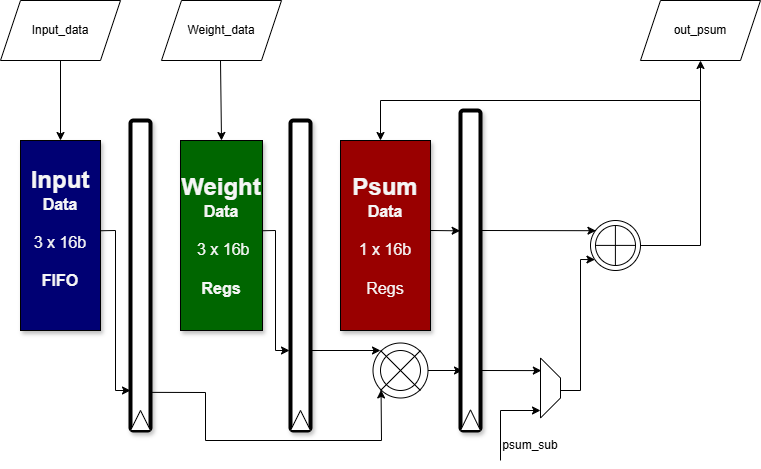 Input_data
Weight_data
out_psum
Input
Data
3 x 16b
FIFO
Weight
Data
3 x 16b
Regs
Psum
Data
1 x 16b
Regs
psum_sub